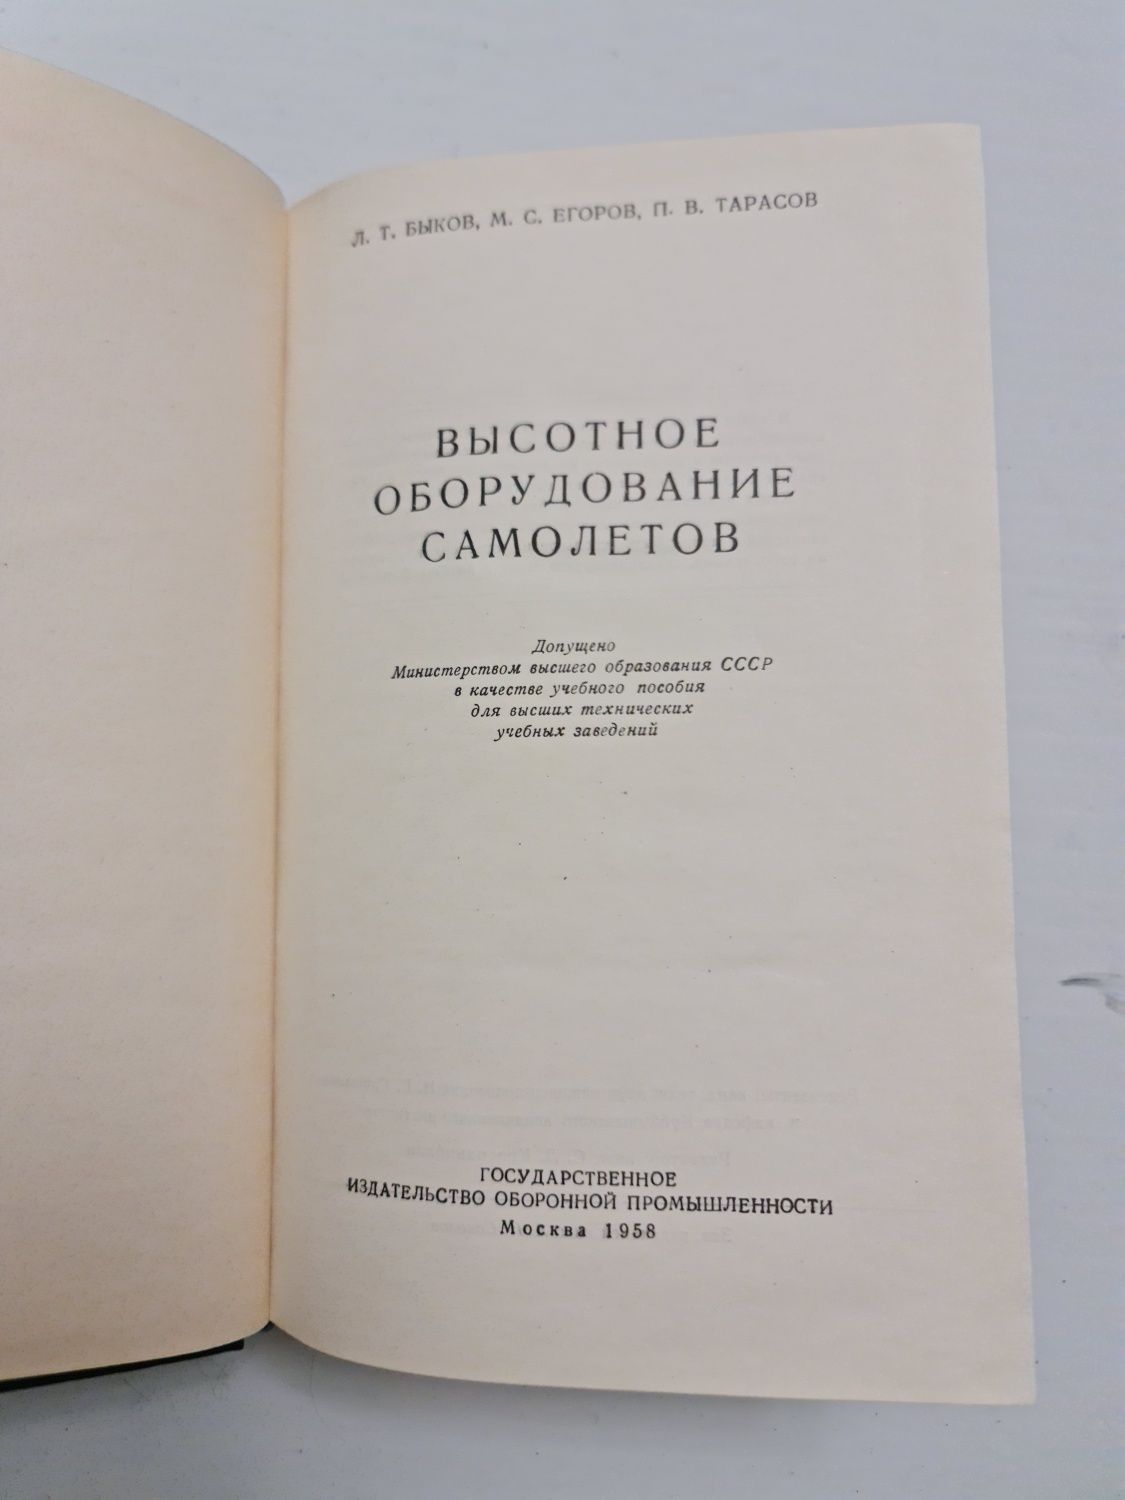 Л. Т. БЫКОВ, М. С. ЕГОРОВ, П. В. ТАРАСОВ
ВЫСОТНОЕ
ОБОРУДОВАНИЕ
САМОЛЕТОВ
Допущено
Министерством высшего образования СССР
в качестве учебного пособия
для высших технических
учебных заведений
ГОСУДАРСТВЕННОЕ
ИЗДАТЕЛЬСТВО ОБОРОННОЙ ПРОМЫШЛЕННОСТИ
Москва 1958